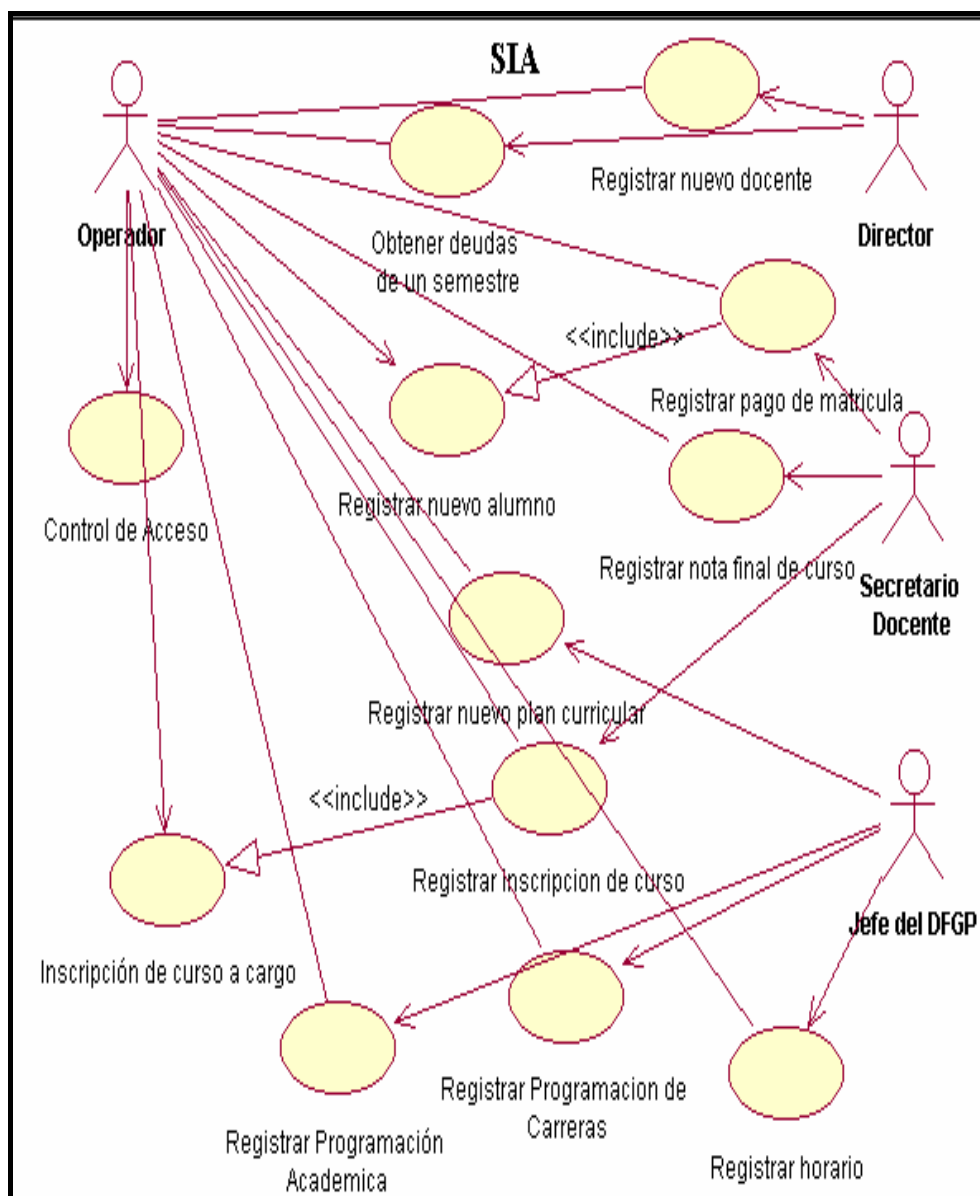 SIA
Registrar nuevo docente
Operador
Director
Obtener deudas
de un semestre
<<include>>
Registrar pago de matricula
Registrar nuevo alumno
Control de Acceso
Registrar nota final de curso
Secretario
Docente
Registrar nuevo plan curricular
<<include>>
Registrar inscripcion de curso
Jefe del DFGP
Inscripción de curso a cargo
Registrar Programacion de
Carreras
Registrar Programación
Academica
Registrar horario